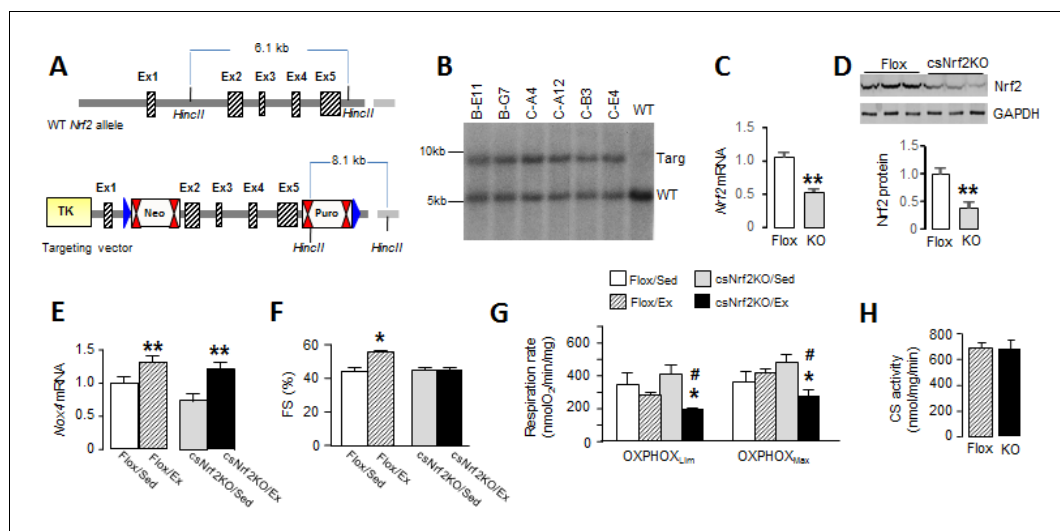 A
6.1 kb
Ex1
Ex2
Ex3
Ex4
Ex5
HincII
HincII
WT Nrf2 allele
8.1 kb
TK
Ex1
Neo
Ex2
Ex3
Ex4
Ex5
Puro
HincII
HincII
Targeting vector
B
B-E11
B-G7
C-A4
C-A12
C-B3
C-E4
WT
10kb
5kb
Targ
WT
C
Nrf2 mRNA
1.5
1.0
0.5
0
**
Flox
KO
D
Flox
csNrf2KO
Nrf2
GAPDH
Nrf2 protein
1.5
1.0
0.5
0
**
Flox
KO
Flox/Sed
csNrf2KO/Sed
Flox/Ex
csNrf2KO/Ex
E
Nox4 mRNA
1.5
1.0
0.5
0
**
**
Flox/Sed
Flox/Ex
csNrf2KO/Sed
csNrf2KO/Ex
F
FS (%)
60
40
20
0
*
Flox/Sed
Flox/Ex
csNrf2KO/Sed
csNrf2KO/Ex
G
Respiration rate
(nmolO2/min/mg)
600
400
200
0
#
*
#
*
OXPHOXLim
OXPHOXMax
H
CS activity
(nmol/mg/min)
800
600
400
200
0
Flox
KO